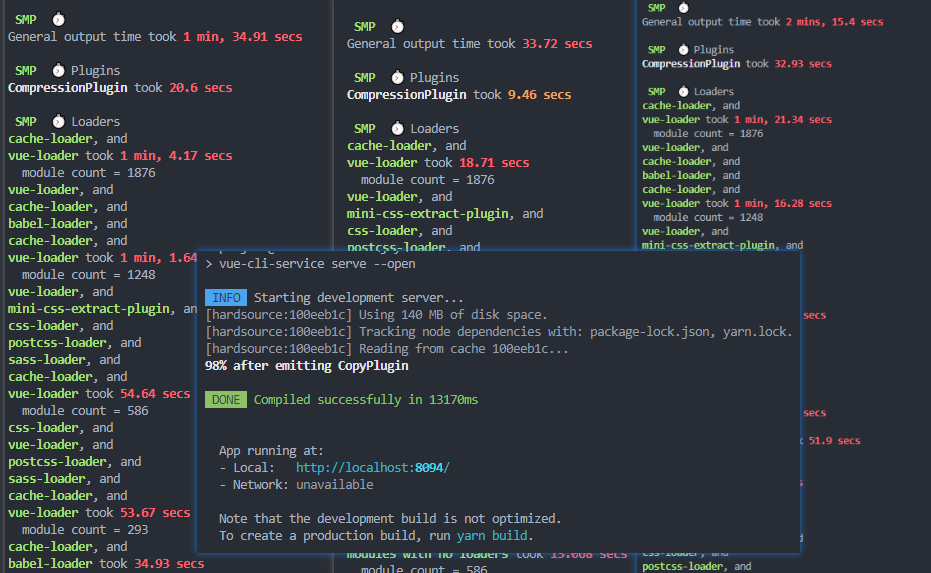 SMP
General output time took 1 min, 34.91 secs
SMP Plugins
CompressionPlugin took 20.6 secs
SMP Loaders
cache-loader, and
vue-loader took 1 min, 4.17 secs
module count = 1876
vue-loader, and
cache-loader, and
babel-loader, and
cache-loader, and
vue-loader took 1 min, 1.64
module count = 1248
vue-loader, and
mini-css-extract-plugin, an
css-loader, and
postcss-loader, and
sass-loader, and
cache-loader, and
vue-loader took 54.64 secs
module count = 586
css-loader, and
vue-loader, and
postcss-loader, and
sass-loader, and
cache-loader, and
vue-loader took 53.67 secs
module count = 293
cache-loader, and
babel-loader took 34.93 secs
SMP
General output time took 33.72 secs
SMP Plugins
CompressionPlugin took 9.46 secs
SMP Loaders
cache-loader, and
vue-loader took 18.71 secs
module count = 1876
vue-loader, and
mini-css-extract-plugin, and
css-loader, and
postcss-loader, and
modules with no loaders took 13.068 secs
module count = 586
SMP
General output time took 2 mins, 15.4 secs
SMP Plugins
CompressionPlugin took 32.93 secs
SMP Loaders
cache-loader, and
vue-loader took 1 min, 21.34 secs
module count = 1876
vue-loader, and
cache-loader, and
babel-loader, and
cache-loader, and
vue-loader took 1 min, 16.28 secs
module count = 1248
vue-loader, and
mini-css-extract-plugin, and
secs
secs
51.9 secs
css-loader, and
postcss-loader, and
> vue-cli-service serve --open
INFO Starting development server...
[hardsource:100eeb1c] Using 140 MB of disk space.
[hardsource:100eeb1c] Tracking node dependencies with: package-lock.json, yarn.lock.
[hardsource:100eeb1c] Reading from cache 100eeb1c...
98% after emitting CopyPlugin
DONE Compiled successfully in 13170ms
App running at:
- Local: http://localhost:8094/
- Network: unavailable
Note that the development build is not optimized.
To create a production build, run yarn build.